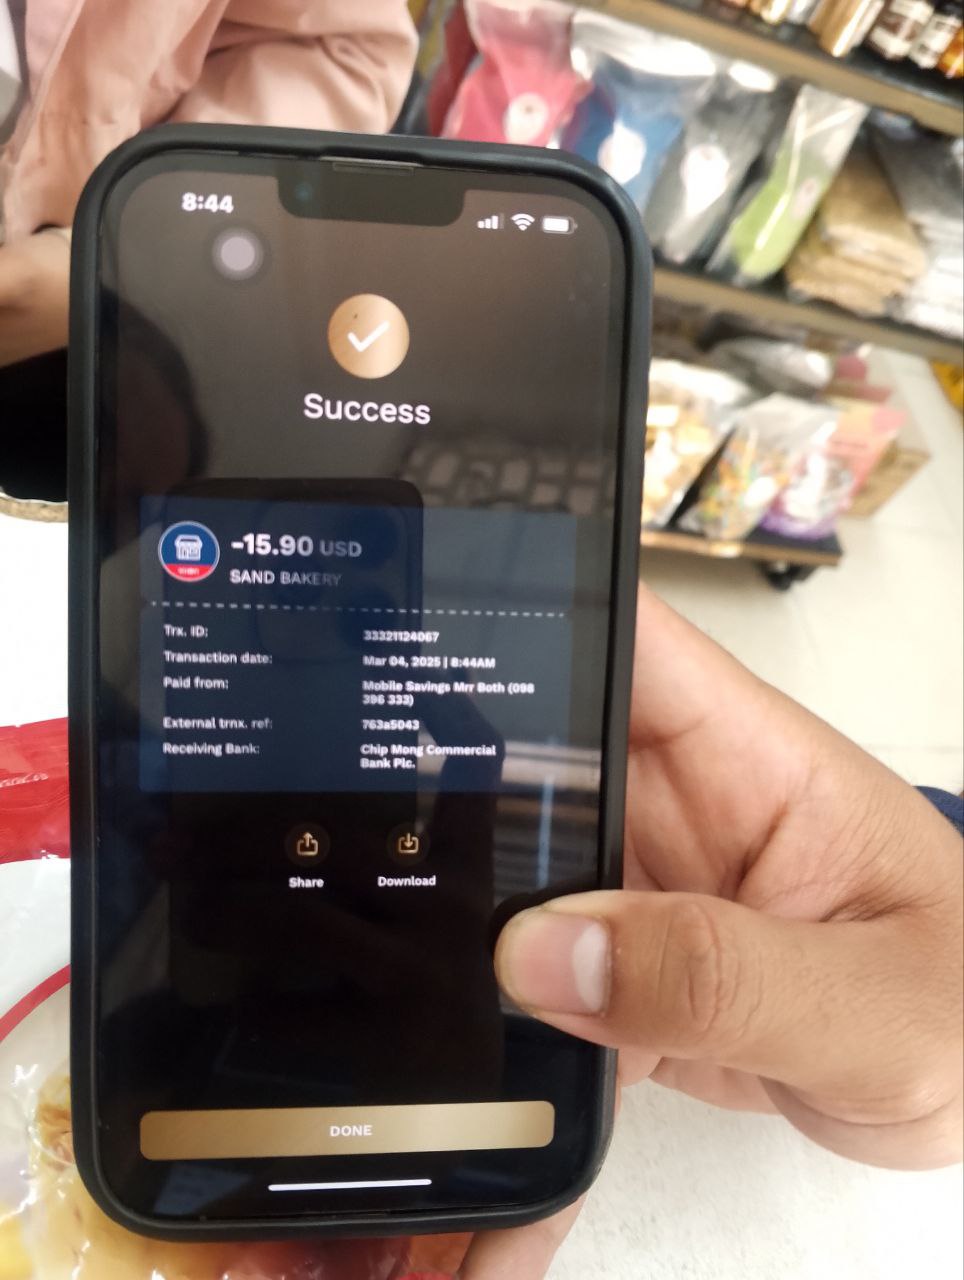 8:44
Success
-15.90 USD
SAND BAKERY
Trx. ID: 33321124067
Transaction date: Mar 04, 2025 | 8:44AM
Paid from: Mobile Savings Mrr Both (098
396 333)
External trnx. ref: 763a5043
Receiving Bank: Chip Mong Commercial
Bank Plc.
Share Download
DONE